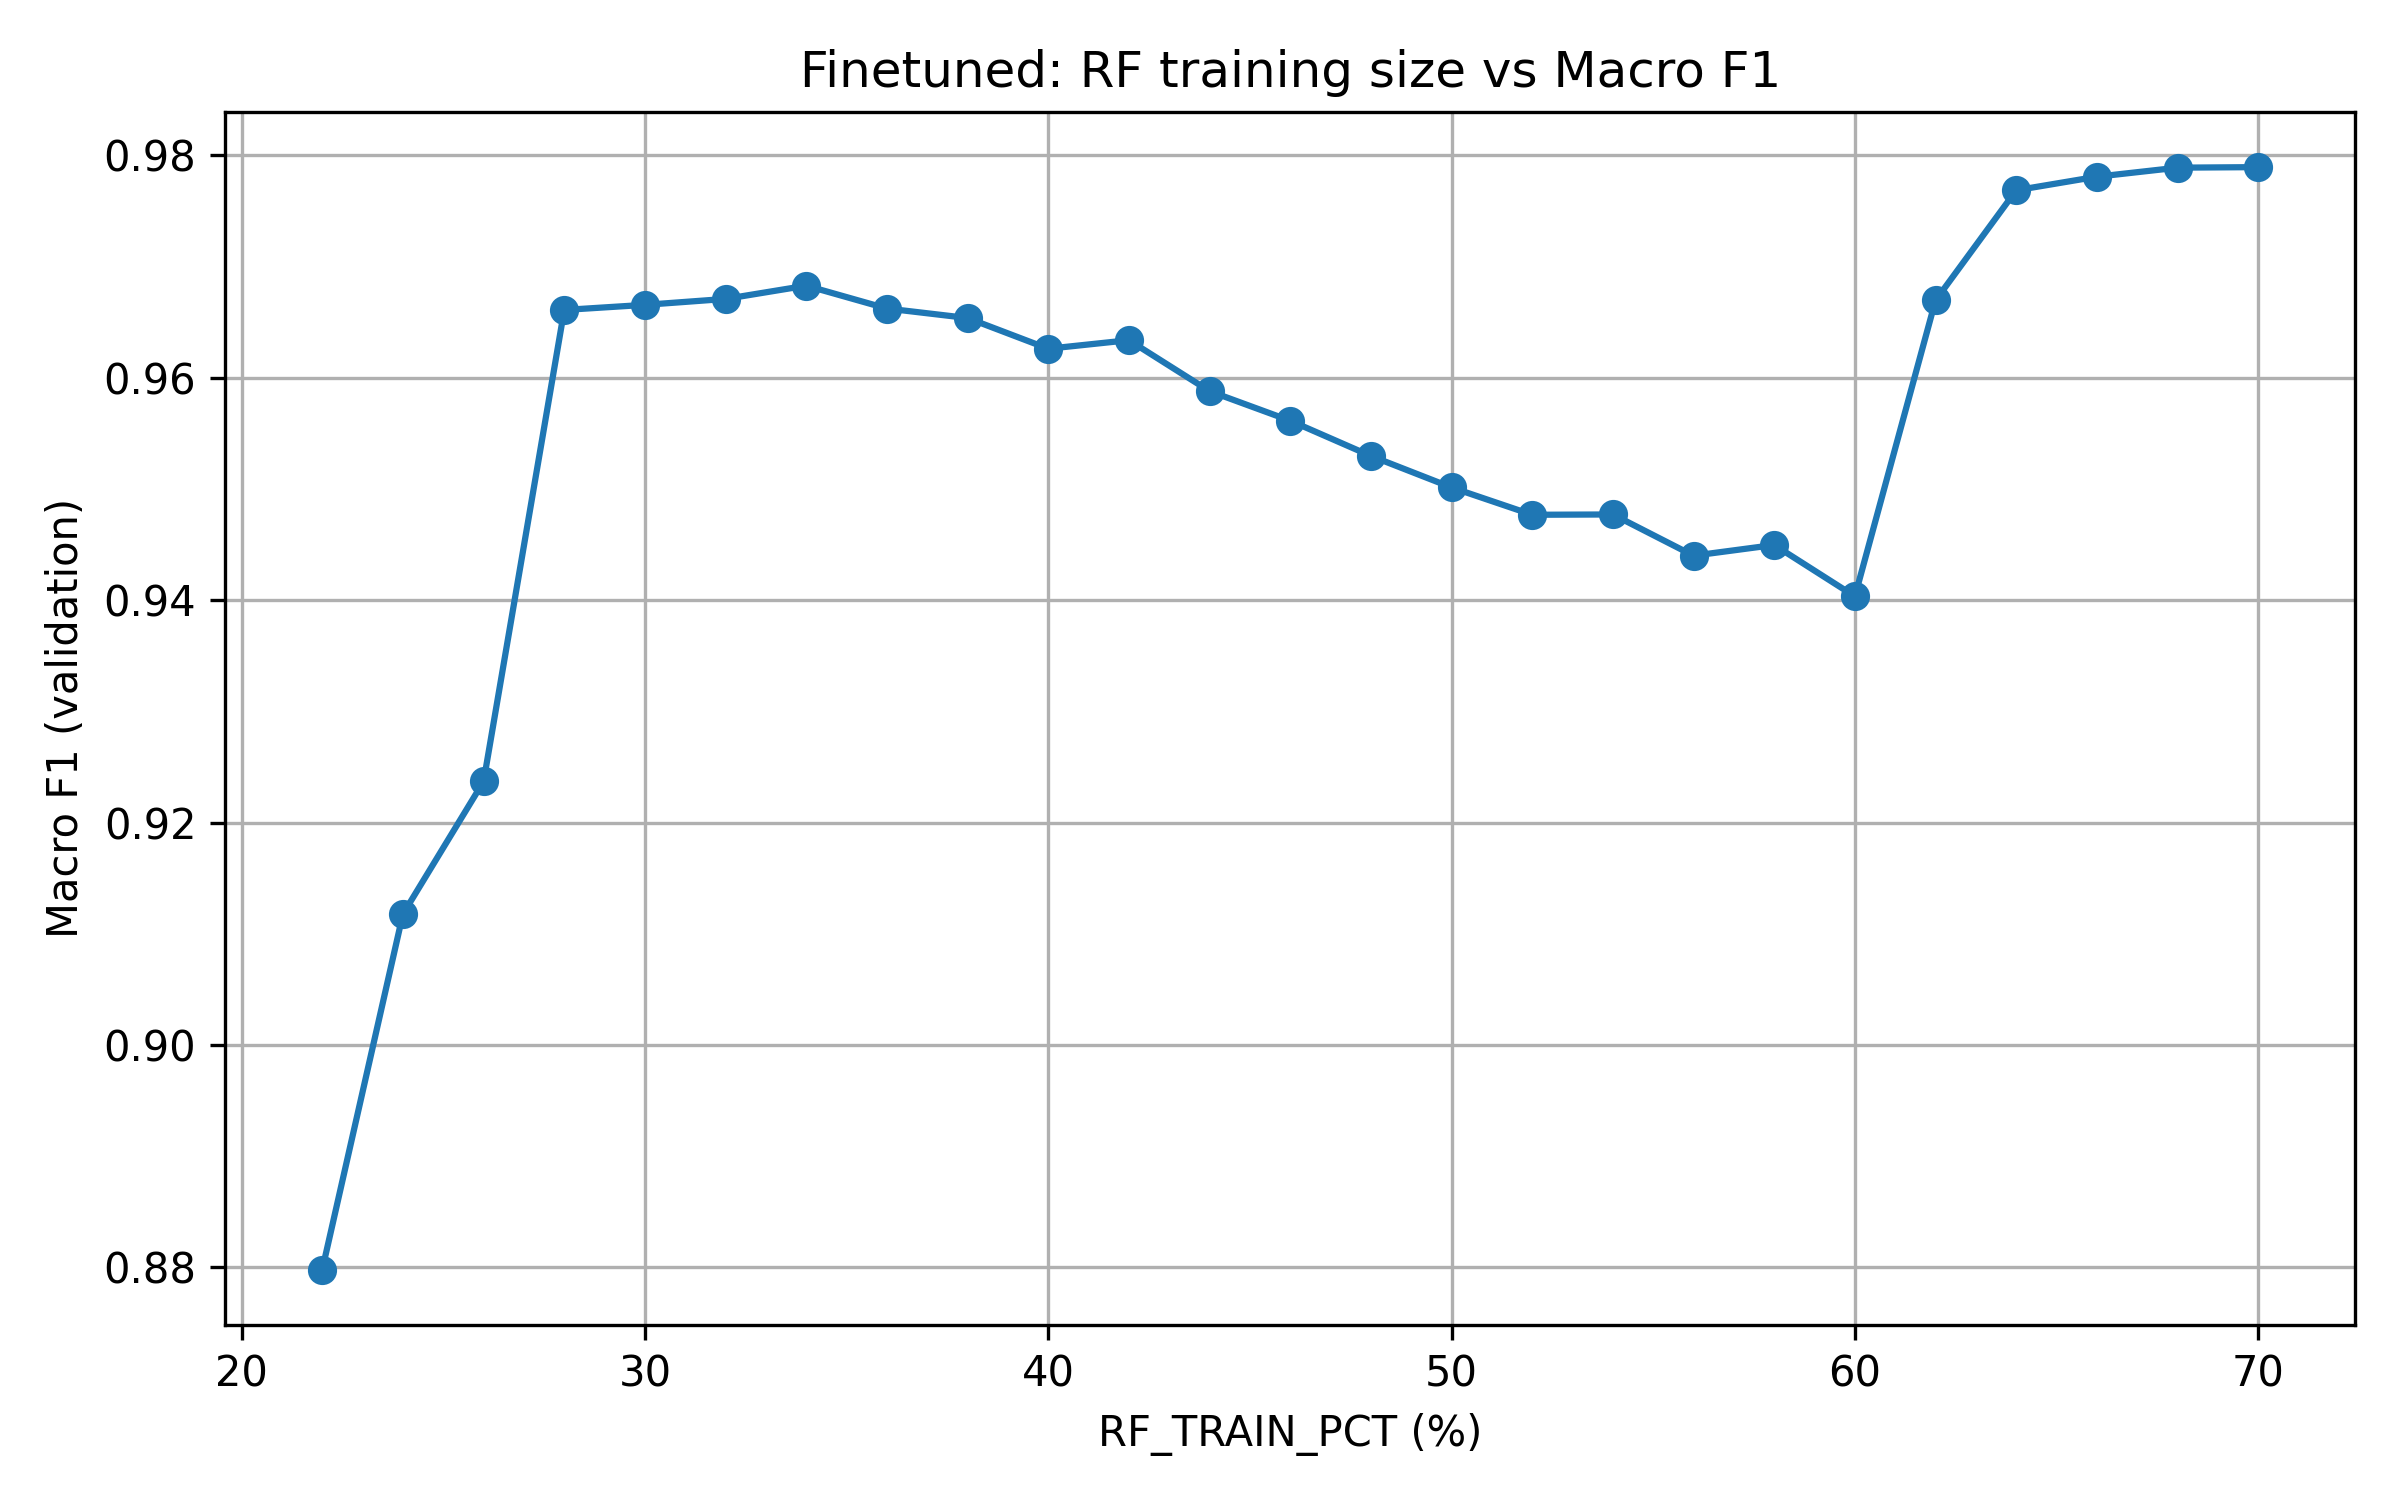 Finetuned: RF training size vs Macro F1
Macro F1 (validation)
0.98
0.96
0.94
0.92
0.90
0.88
20 30 40 50 60 70
RF_TRAIN_PCT (%)